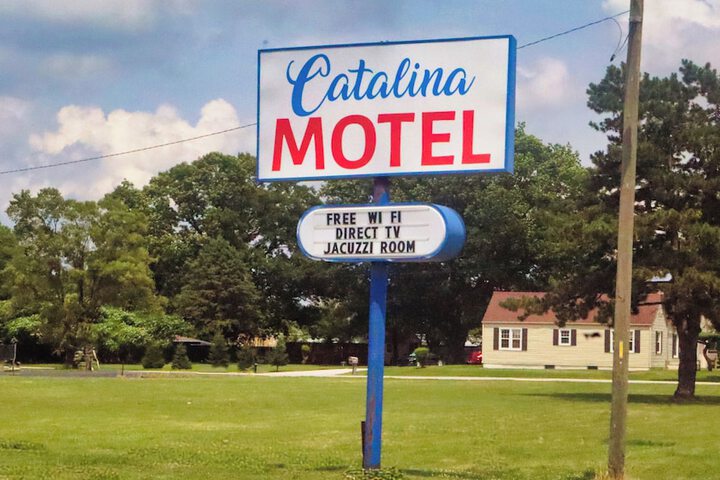 Catalina
MOTEL
FREE WI FI
DIRECT TV
JACUZZI ROOM